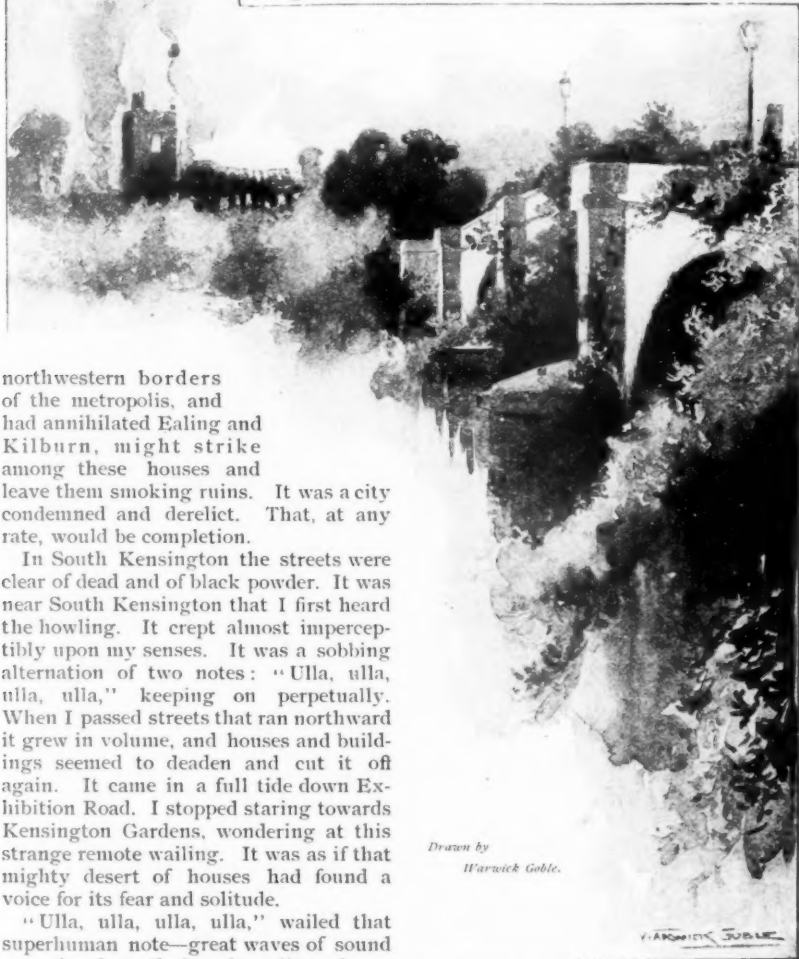 northwestern borders
of the metropolis, and
had annihilated Ealing and
Kilburn, might strike
among these houses and
leave them smoking ruins. It was a city
condemned and derelict. That, at any
rate, would be completion.
In South Kensington the streets were
clear of dead and of black powder. It was
near South Kensington that I first heard
the howling. It crept almost impercep-
tibly upon my senses. It was a sobbing
alternation of two notes: “Ulla, ulla,
ulla, ulla,” keeping on perpetually.
When I passed streets that ran northward
it grew in volume, and houses and build-
ings seemed to deaden and cut it off
again. It came in a full tide down Ex-
hibition Road. I stopped staring towards
Kensington Gardens, wondering at this
strange remote wailing. It was as if that
mighty desert of houses had found a
voice for its fear and solitude.
“Ulla, ulla, ulla, ulla,” wailed that
superhuman note—great waves of sound
Drawn by
Warwick Goble.
WARWICK GOBLE